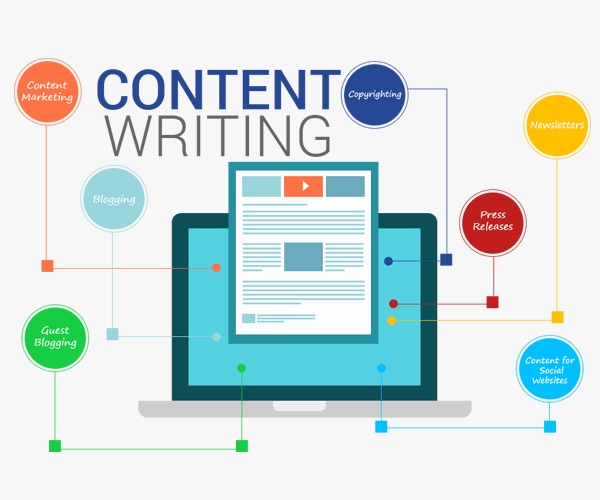 CONTENT
WRITING
Content
Marketing
Copyrighting
Newsletters
Blogging
Press
Releases
Guest
Blogging
Content for
Social
Websites